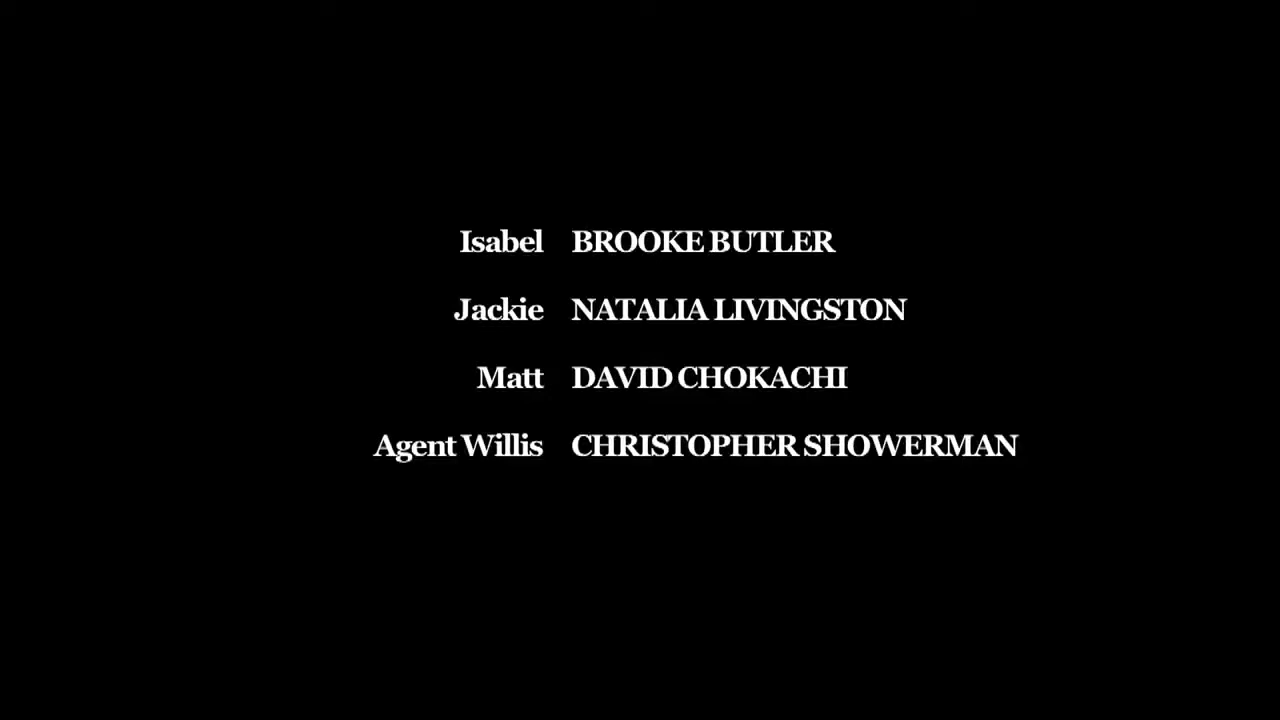 Isabel BROOKE BUTLER
Jackie NATALIA LIVINGSTON
Matt DAVID CHOKACHI
Agent Willis CHRISTOPHER SHOWERMAN